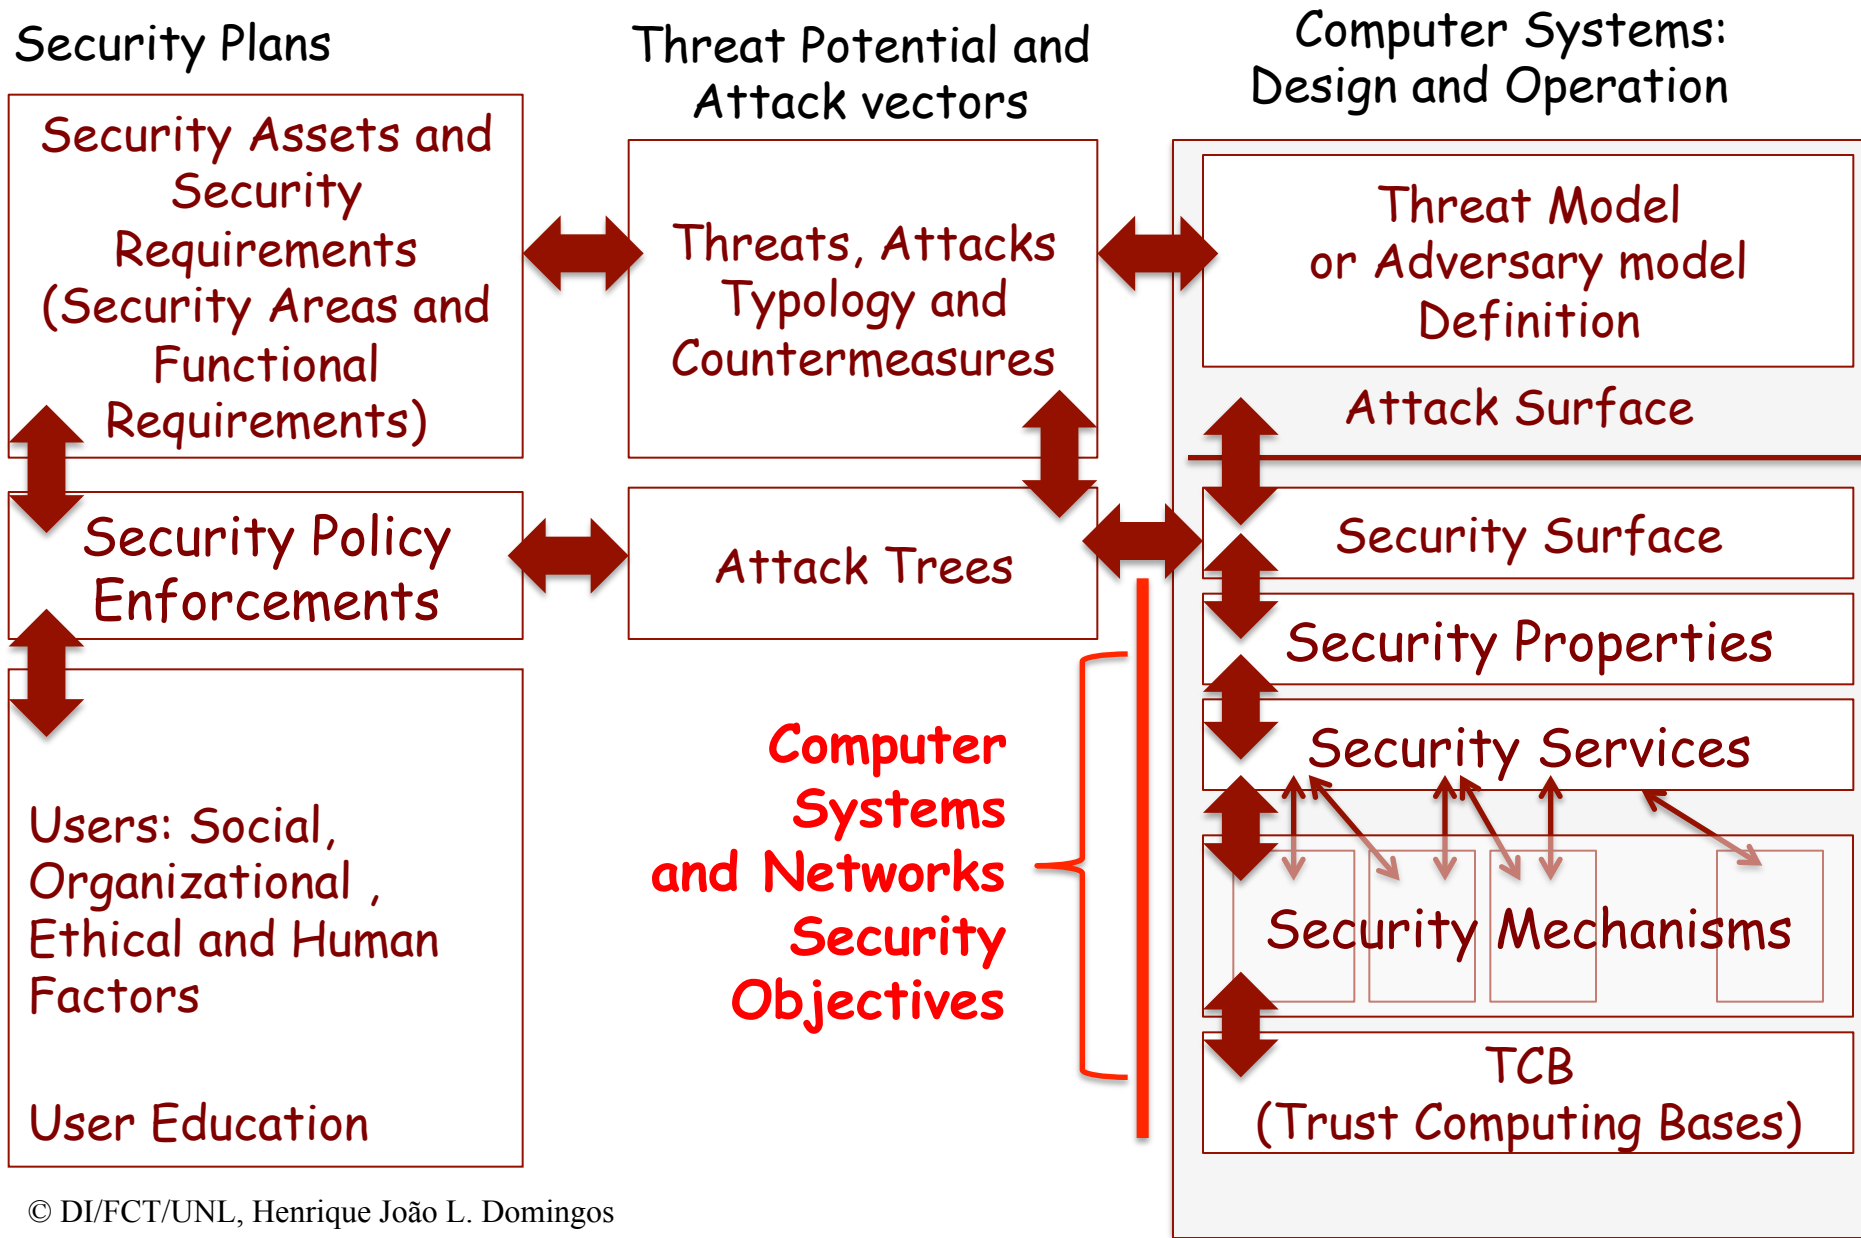 Security Plans
Security Assets and
Security
Requirements
(Security Areas and
Functional
Requirements)
Security Policy
Enforcements
Users: Social,
Organizational ,
Ethical and Human
Factors
User Education
Threat Potential and
Attack vectors
Threats, Attacks
Typology and
Countermeasures
Attack Trees
Computer
Systems
and Networks
Security
Objectives
Computer Systems:
Design and Operation
Threat Model
or Adversary model
Definition
Attack Surface
Security Surface
Security Properties
Security Services
Security Mechanisms
TCB
(Trust Computing Bases)
© DI/FCT/UNL, Henrique João L. Domingos